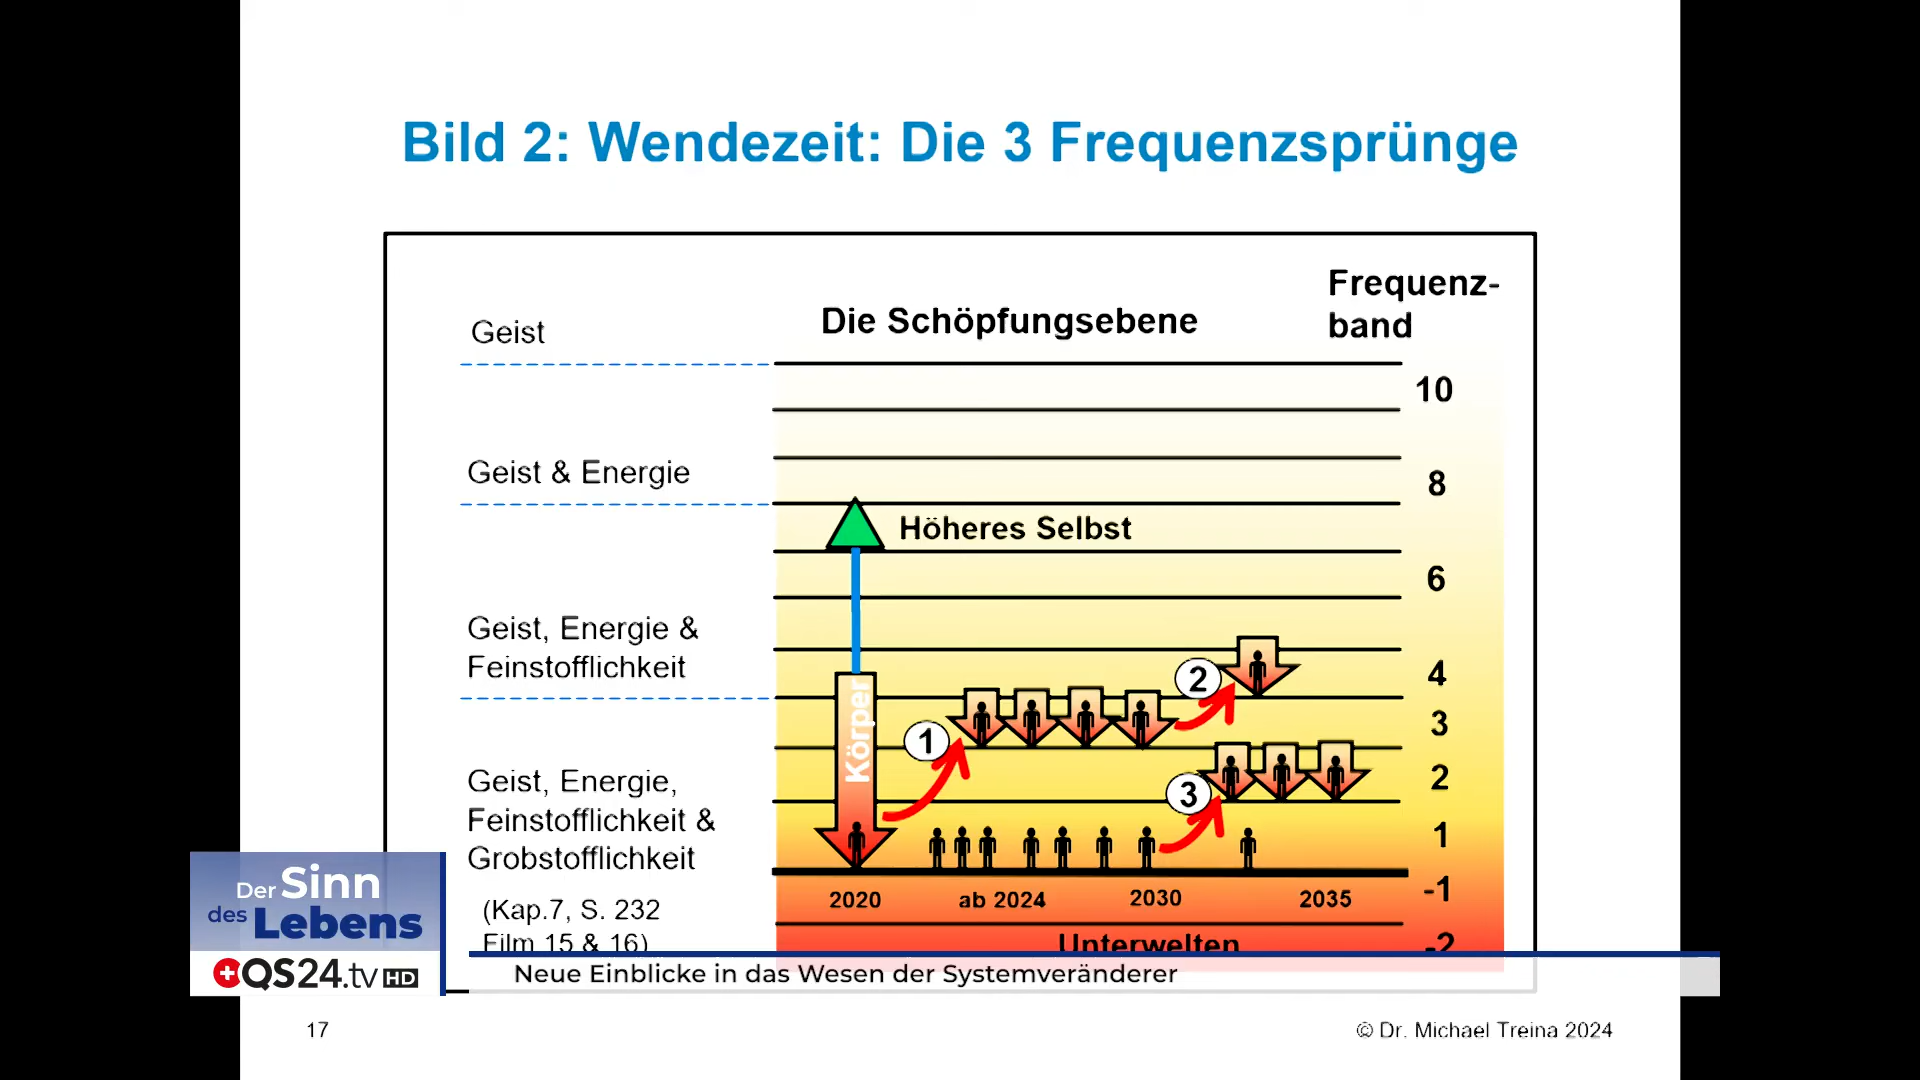 Bild 2: Wendezeit: Die 3 Frequenzsprünge
Frequenz-
band
Die Schöpfungsebene
Geist
10
Geist & Energie
8
Höheres Selbst
6
Geist, Energie &
Feinstofflichkeit
4
2
3
1
Körper
Geist, Energie,
Feinstofflichkeit &
Grobstofflichkeit
2
3
1
2020
ab 2024
2030
2035
-1
(Kap.7, S. 232
Film 15 & 16)
Unterwelten
-2
Der Sinn
des Lebens
QS24.tv HD
Neue Einblicke in das Wesen der Systemveränderer
17
© Dr. Michael Treina 2024